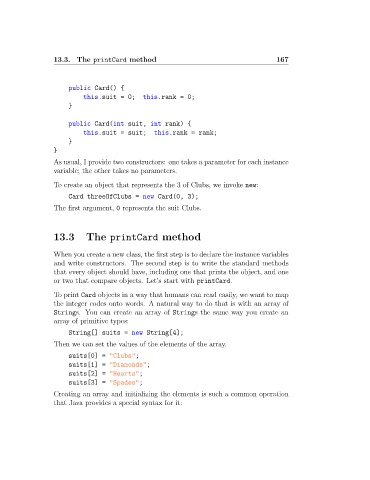 13.3. The printCard method 167
public Card() {
this.suit = 0; this.rank = 0;
}
public Card(int suit, int rank) {
this.suit = suit; this.rank = rank;
}
}
As usual, I provide two constructors: one takes a parameter for each instance
variable; the other takes no parameters.
To create an object that represents the 3 of Clubs, we invoke new:
Card threeOfClubs = new Card(0, 3);
The first argument, 0 represents the suit Clubs.
13.3 The printCard method
When you create a new class, the first step is to declare the instance variables
and write constructors. The second step is to write the standard methods
that every object should have, including one that prints the object, and one
or two that compare objects. Let's start with printCard.
To print Card objects in a way that humans can read easily, we want to map
the integer codes onto words. A natural way to do that is with an array of
Strings. You can create an array of Strings the same way you create an
array of primitive types:
String[] suits = new String[4];
Then we can set the values of the elements of the array.
suits[0] = "Clubs";
suits[1] = "Diamonds";
suits[2] = "Hearts";
suits[3] = "Spades";
Creating an array and initializing the elements is such a common operation
that Java provides a special syntax for it: